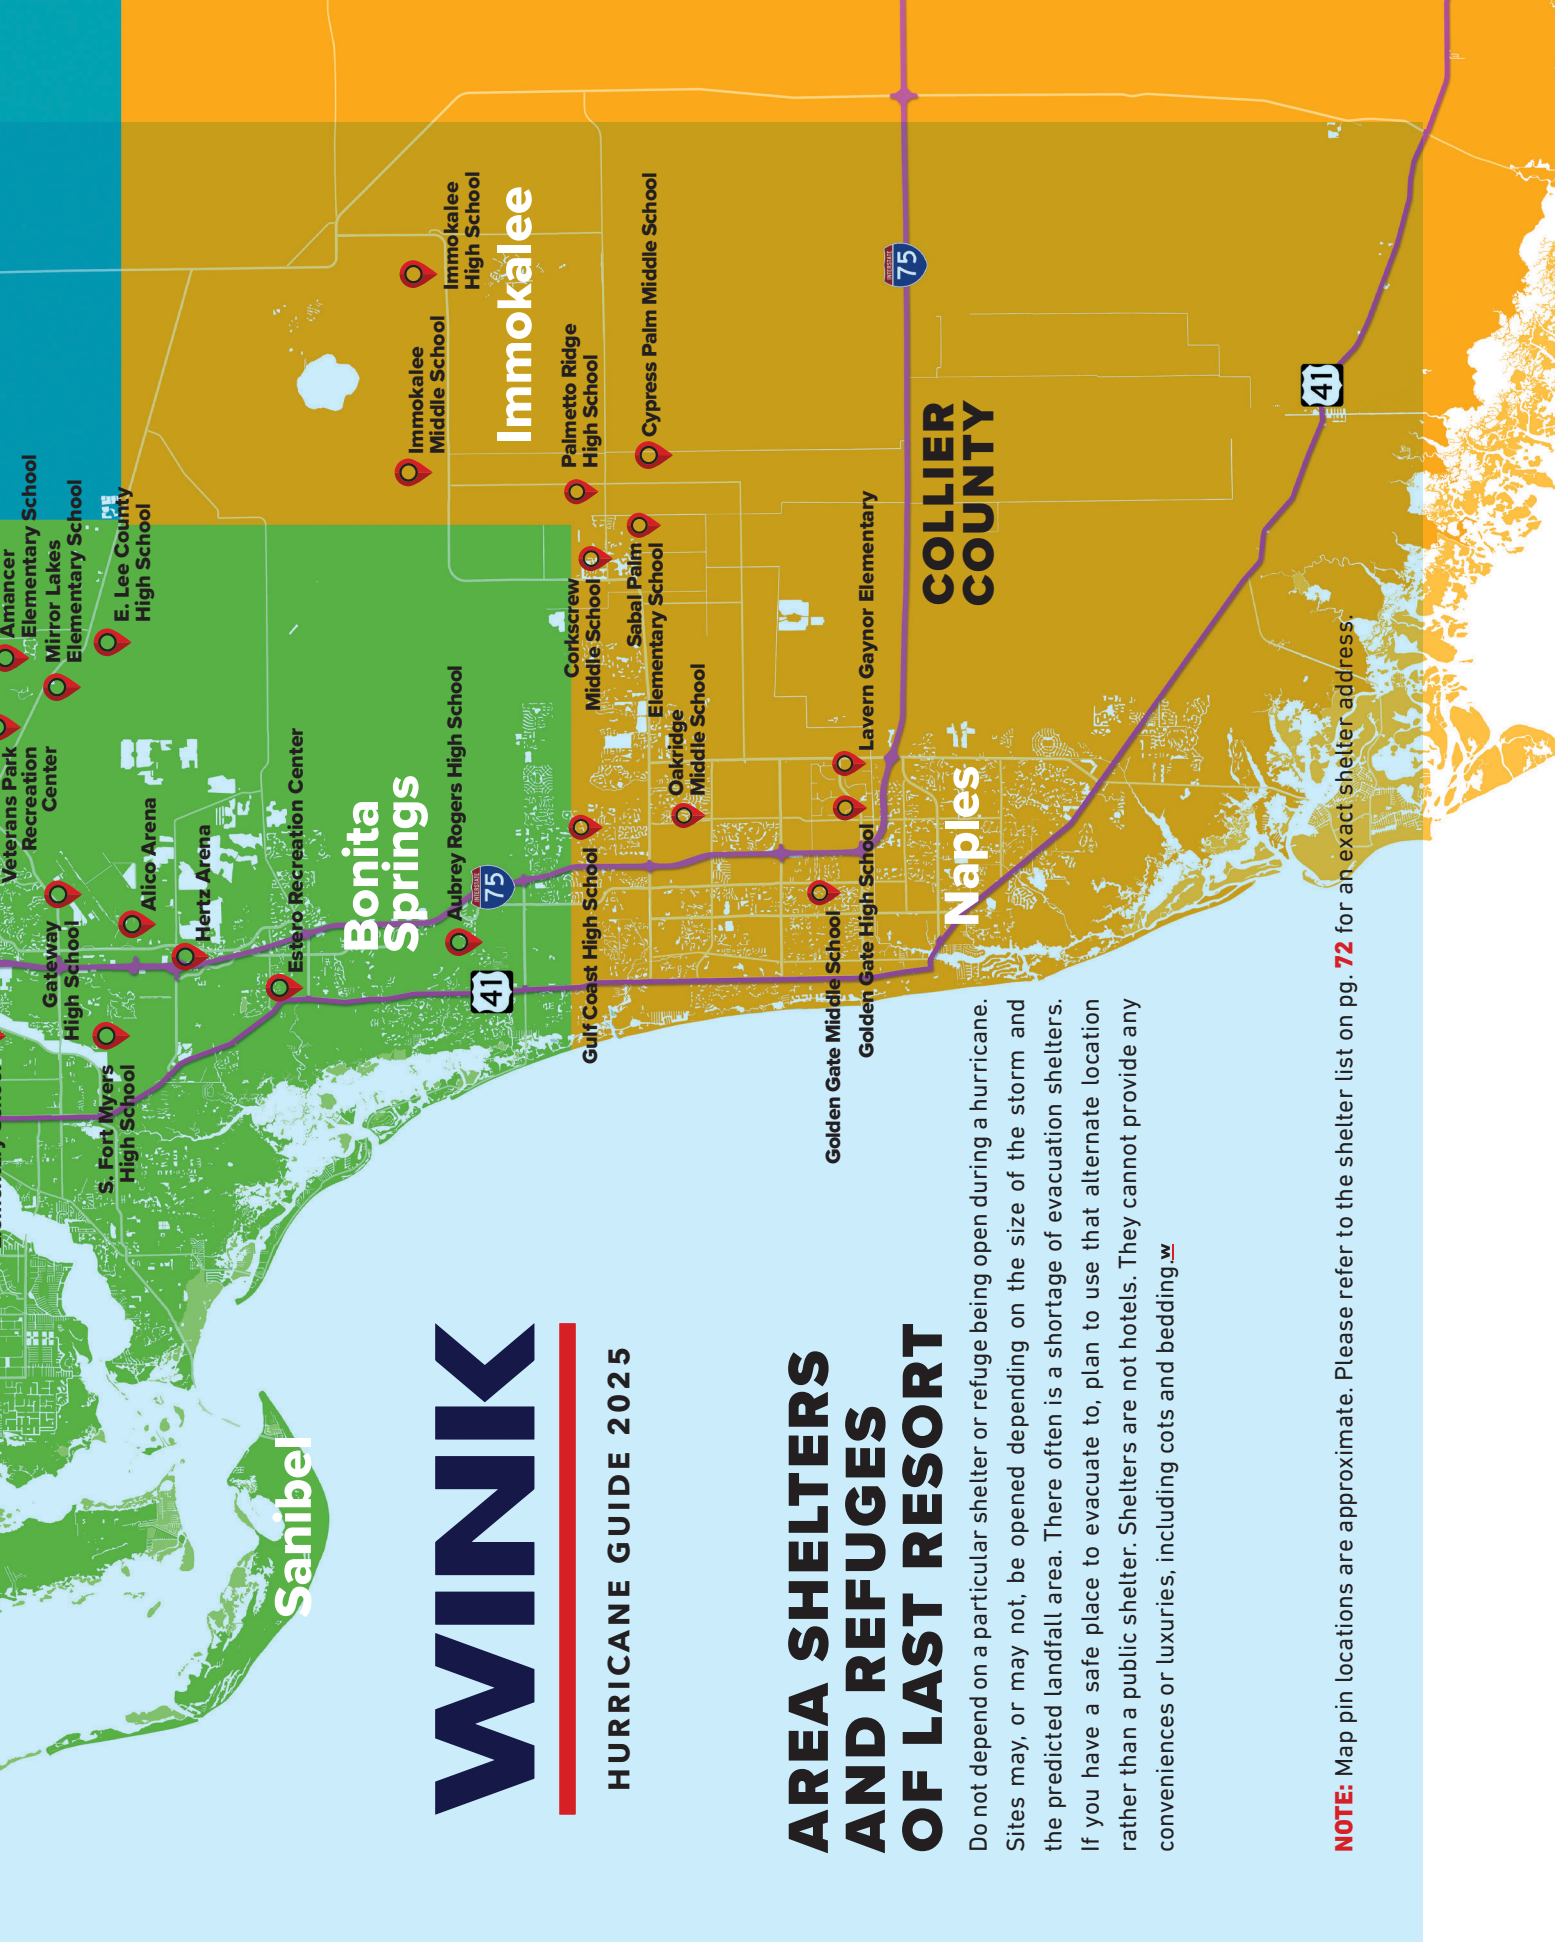 WINK
HURRICANE GUIDE 2025
AREA SHELTERS
AND REFUGES
OF LAST RESORT
Do not depend on a particular shelter or refuge being open during a hurricane.
Sites may, or may not, be opened depending on the size of the storm and
the predicted landfall area. There often is a shortage of evacuation shelters.
If you have a safe place to evacuate to, plan to use that alternate location
rather than a public shelter. Shelters are not hotels. They cannot provide any
conveniences or luxuries, including cots and bedding.w
NOTE: Map pin locations are approximate. Please refer to the shelter list on pg. 72 for an exact shelter address.
Sanibel
S. Fort Myers
High School
Gateway
High School
Veterans Park
Recreation
Center
Alico Arena
Hertz Arena
Estero Recreation Center
Amancer
Elementary School
Mirror Lakes
Elementary School
E. Lee County
High School
Bonita
Springs
Aubrey Rogers High School
INTERSTATE
75
41
Gulf Coast High School
Corkscrew
Middle School
Sabal Palm
Elementary School
Oakridge
Middle School
Golden Gate Middle School
Golden Gate High School
Lavern Gaynor Elementary
Naples
Immokalee
Middle School
Immokalee
High School
Immokalee
Palmetto Ridge
High School
Cypress Palm Middle School
INTERSTATE
75
COLLIER
COUNTY
41